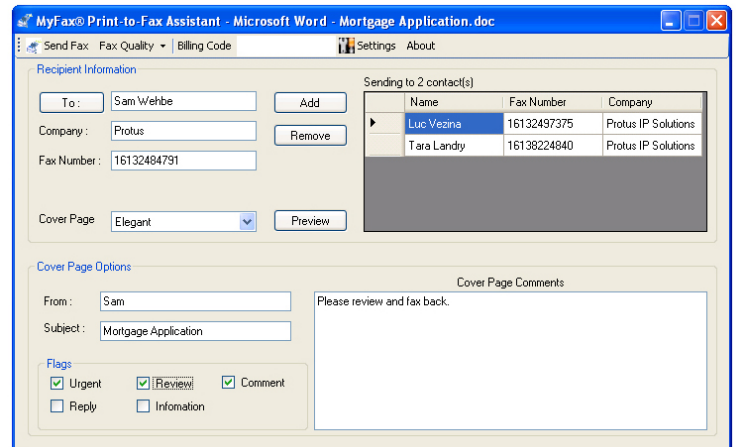 MyFax® Print-to-Fax Assistant - Microsoft Word - Mortgage Application.doc
Send Fax Fax Quality Billing Code Settings About
Recipient Information
Sending to 2 contact(s)
To : Sam Wehbe Add
Name Fax Number Company
Company : Protus Remove
Luc Vezina 16132497375 Protus IP Solutions
Tara Landry 16138224840 Protus IP Solutions
Fax Number : 16132484791
Cover Page Elegant Preview
Cover Page Options
Cover Page Comments
From : Sam
Please review and fax back.
Subject : Mortgage Application
Flags
Urgent Review Comment
Reply Infomation